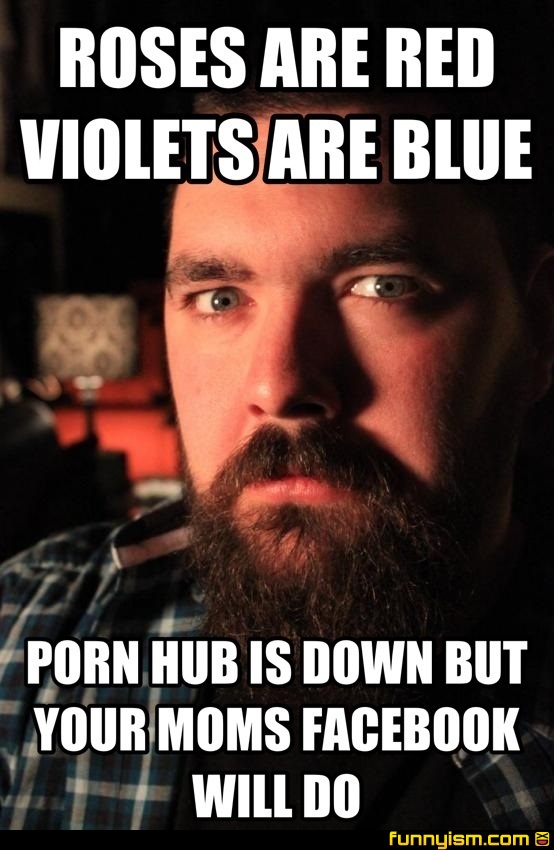 ROSES ARE RED
VIOLETS ARE BLUE
PORN HUB IS DOWN BUT
YOUR MOMS FACEBOOK
WILL DO
funnyism.com